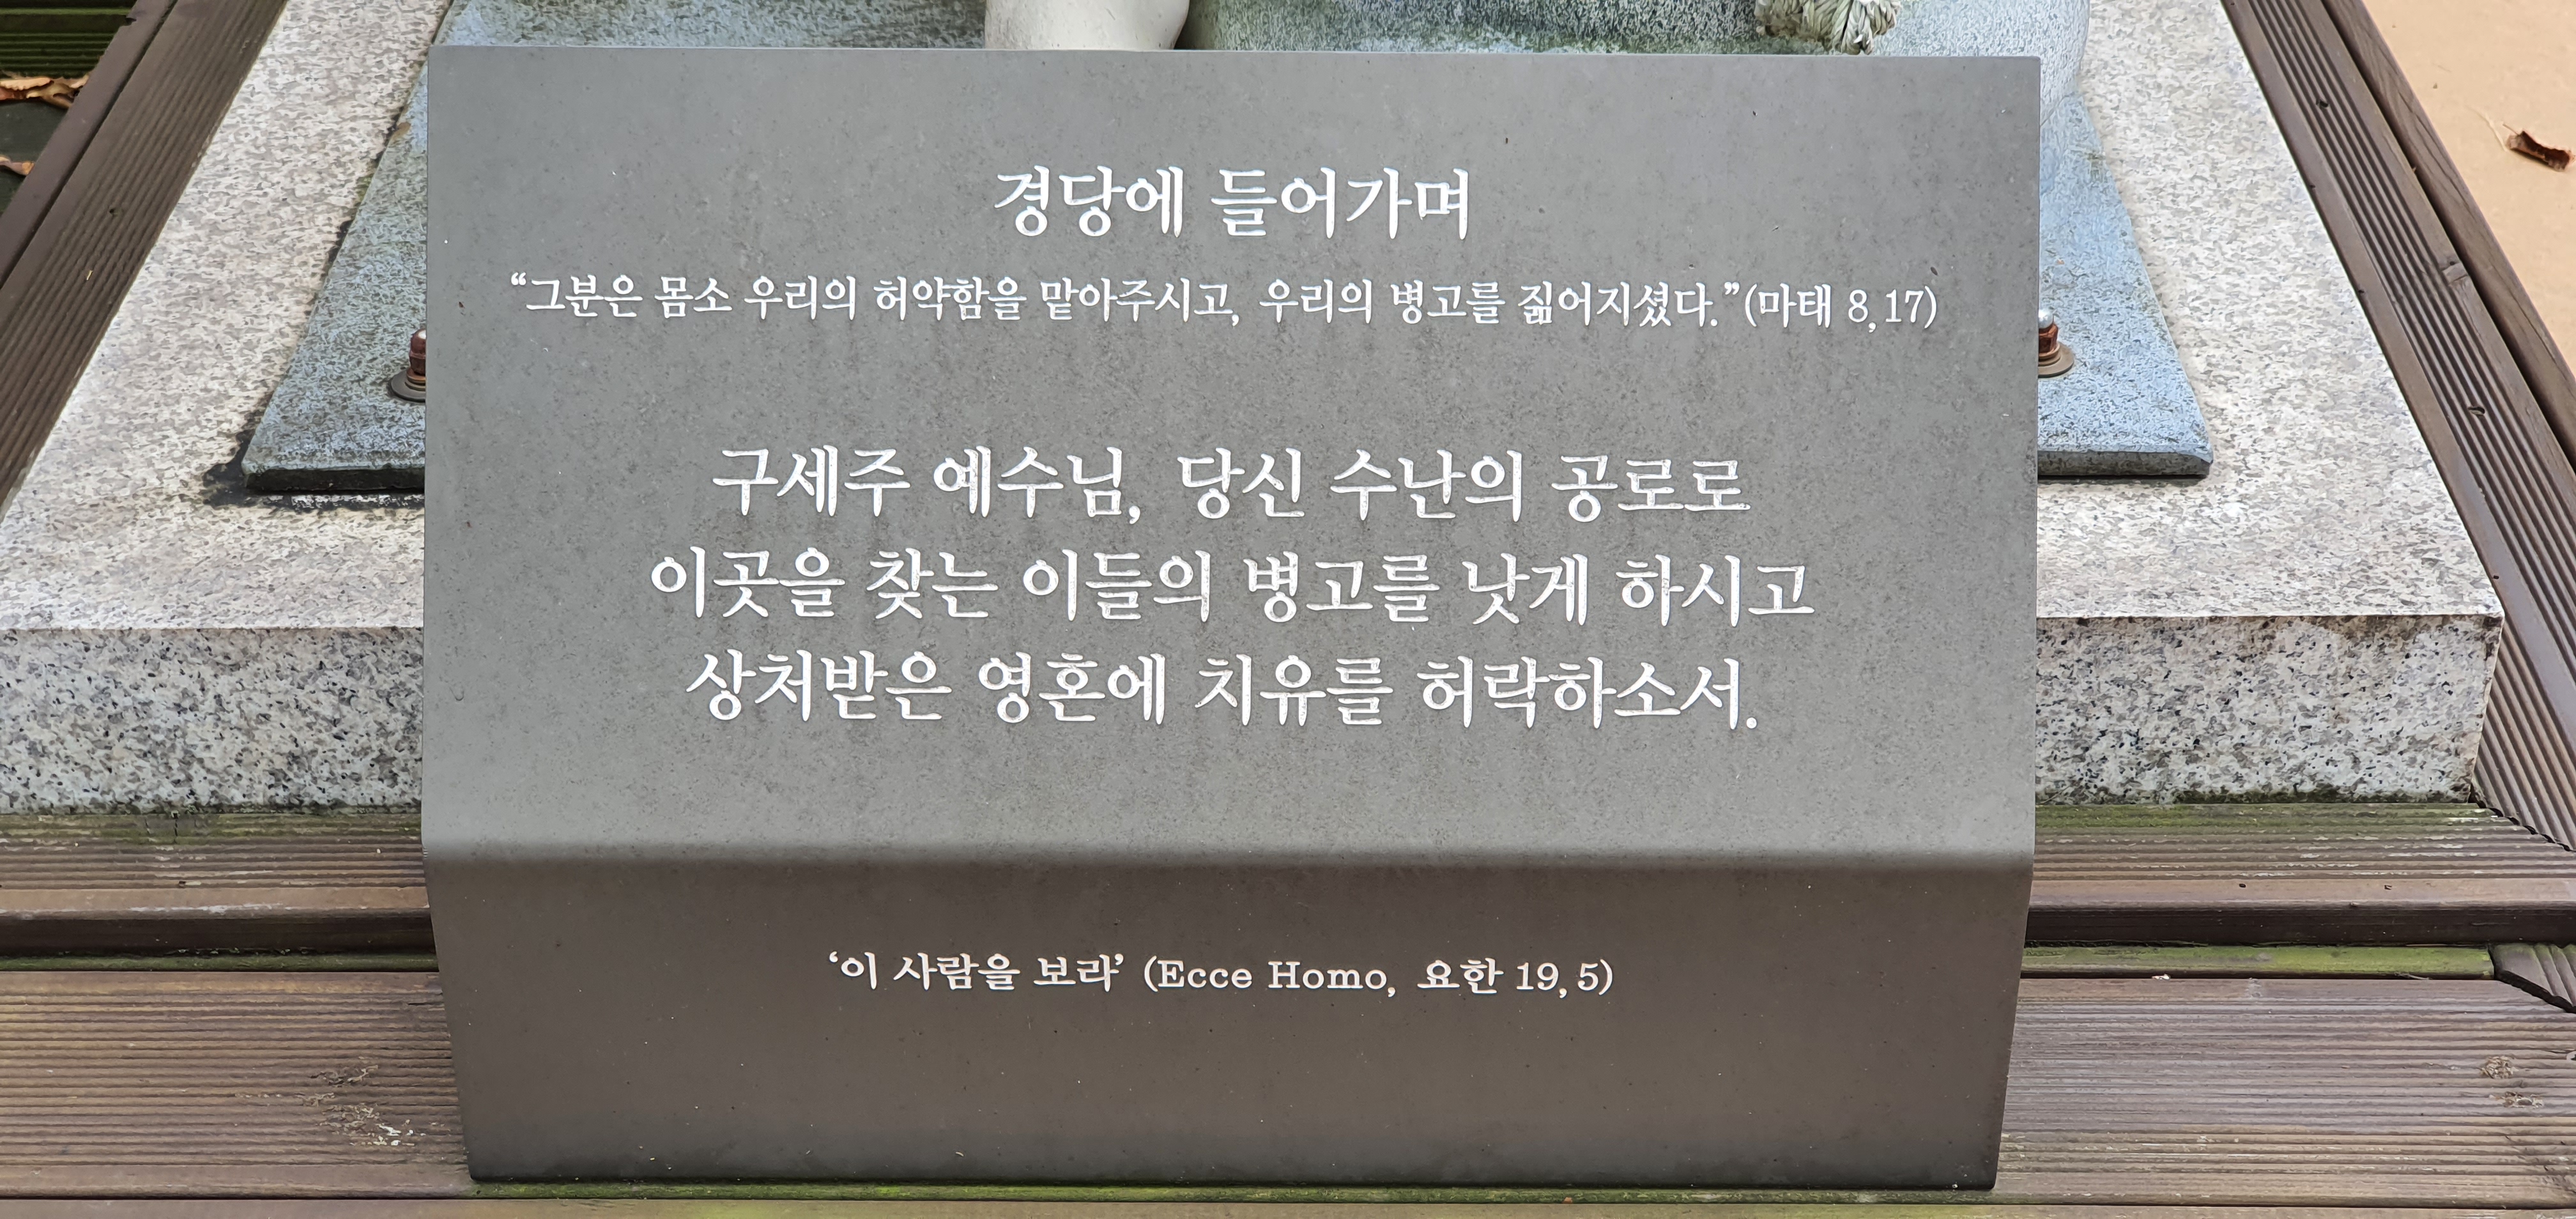 경당에 들어가며
“그분은 몸소 우리의 허약함을 맡아주시고, 우리의 병고를 짊어지셨다.”(마태 8,17)
구세주 예수님, 당신 수난의 공로로
이곳을 찾는 이들의 병고를 낫게 하시고
상처받은 영혼에 치유를 허락하소서.
‘이 사람을 보라’ (Ecce Homo, 요한 19,5)